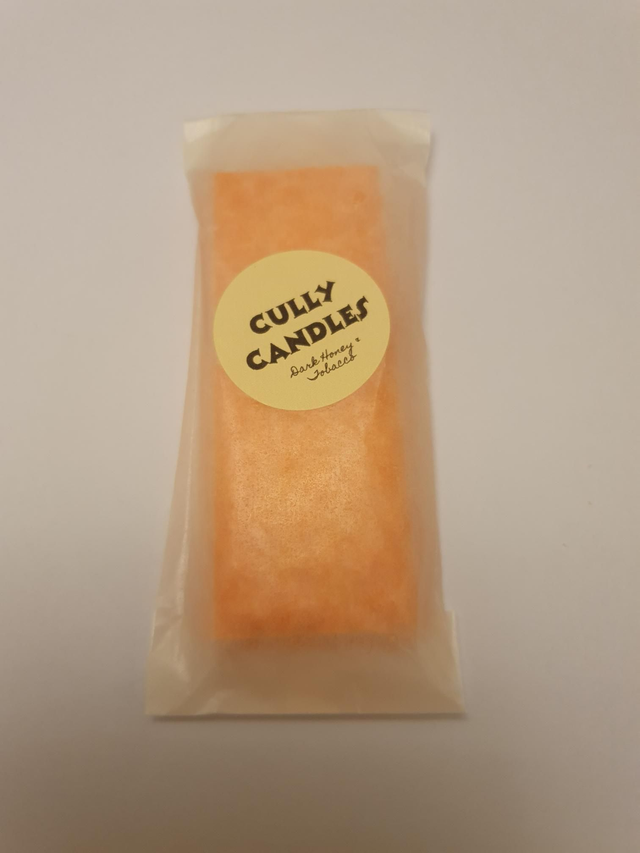 CULLY
CANDLES
Dark Honey &
Tobacco